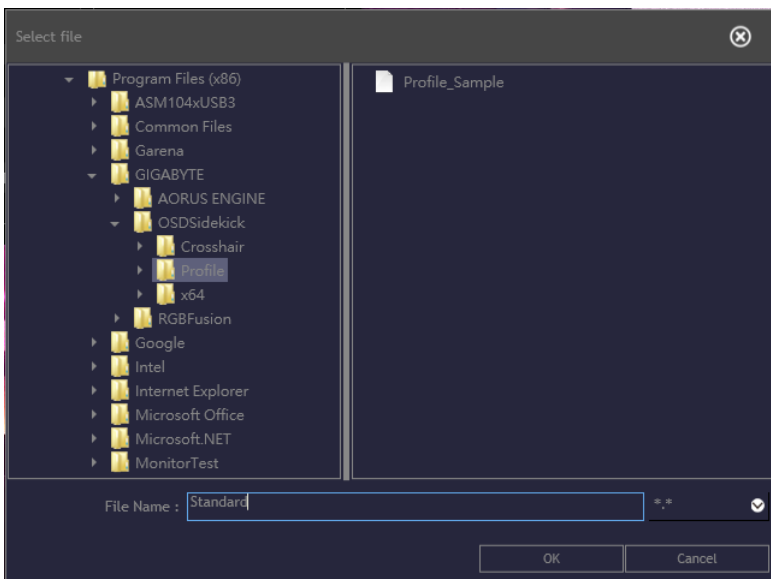 Select file
Program Files (x86)
ASM104xUSB3
Common Files
Garena
GIGABYTE
AORUS ENGINE
OSDSidekick
Crosshair
Profile
x64
RGBFusion
Google
Intel
Internet Explorer
Microsoft Office
Microsoft.NET
MonitorTest
Profile_Sample
File Name : Standard *.*
OK Cancel